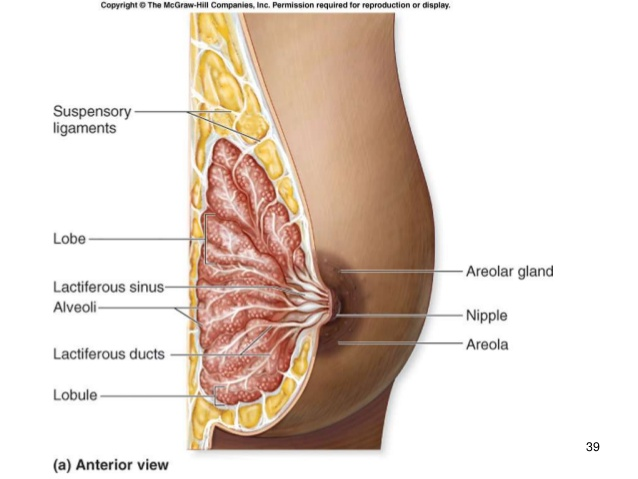 Copyright © The McGraw-Hill Companies, Inc. Permission required for reproduction or display.
Suspensory
ligaments
Lobe
Lactiferous sinus
Alveoli
Lactiferous ducts
Lobule
Areolar gland
Nipple
Areola
39
(a) Anterior view